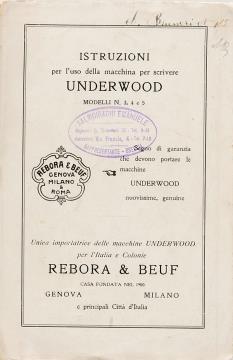 ISTRUZIONI
per l'uso della macchina per scrivere
UNDERWOOD
MODELLI N. 3, 4 e 5
EMANUELE
Segno di garanzia
che devono portare le
macchine
UNDERWOOD
nuovissime, genuine
REBORA & BEUF
GENOVA
MILANO
&
ROMA
Unica importatrice delle macchine UNDERWOOD
per l'Italia e Colonie
REBORA & BEUF
CASA FONDATA NEL 1900
GENOVA MILANO
e principali Città d'Italia